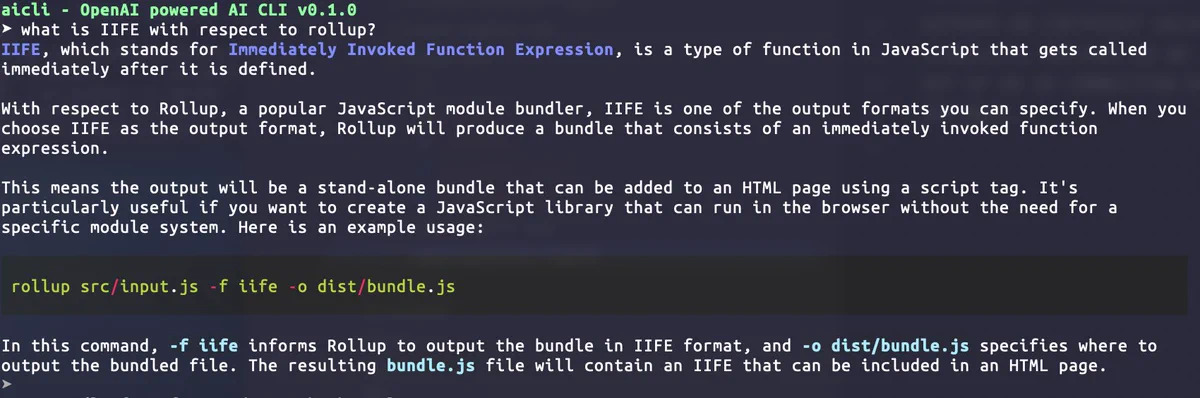 aicli - OpenAI powered AI CLI v0.1.0
➤ what is IIFE with respect to rollup?
IIFE, which stands for Immediately Invoked Function Expression, is a type of function in JavaScript that gets called
immediately after it is defined.
With respect to Rollup, a popular JavaScript module bundler, IIFE is one of the output formats you can specify. When you
choose IIFE as the output format, Rollup will produce a bundle that consists of an immediately invoked function
expression.
This means the output will be a stand-alone bundle that can be added to an HTML page using a script tag. It's
particularly useful if you want to create a JavaScript library that can run in the browser without the need for a
specific module system. Here is an example usage:
rollup src/input.js -f iife -o dist/bundle.js
In this command, -f iife informs Rollup to output the bundle in IIFE format, and -o dist/bundle.js specifies where to
output the bundled file. The resulting bundle.js file will contain an IIFE that can be included in an HTML page.
➤